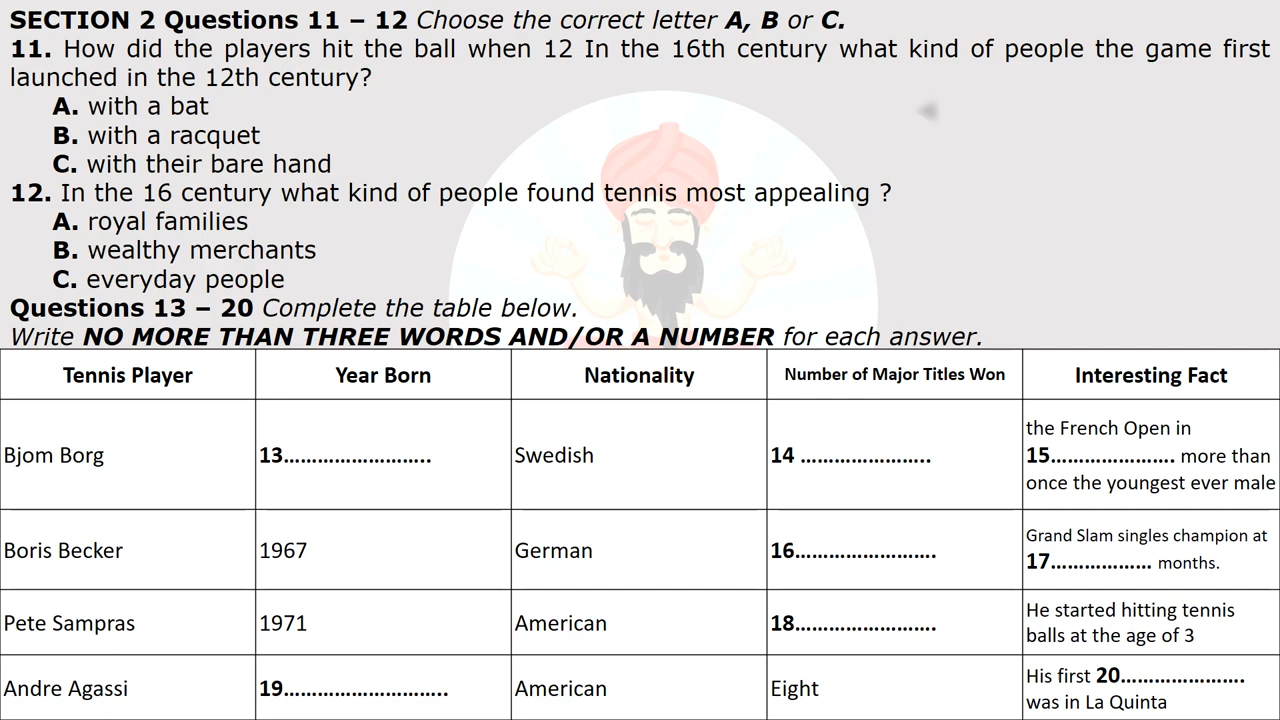 SECTION 2 Questions 11 – 12 Choose the correct letter A, B or C.
11. How did the players hit the ball when 12 In the 16th century what kind of people the game first
launched in the 12th century?
A. with a bat
B. with a racquet
C. with their bare hand
12. In the 16 century what kind of people found tennis most appealing ?
A. royal families
B. wealthy merchants
C. everyday people
Questions 13 – 20 Complete the table below.
Write NO MORE THAN THREE WORDS AND/OR A NUMBER for each answer.
Tennis Player Year Born Nationality Number of Major Titles Won Interesting Fact
the French Open in
Bjom Borg 13…………………….. Swedish 14 ………………….. 15…………………. more than
once the youngest ever male
Grand Slam singles champion at
Boris Becker 1967 German 16……………………. 17……………… months.
Pete Sampras 1971 American 18……………………. He started hitting tennis
balls at the age of 3
Andre Agassi 19……………………….. American Eight His first 20………………….
was in La Quinta